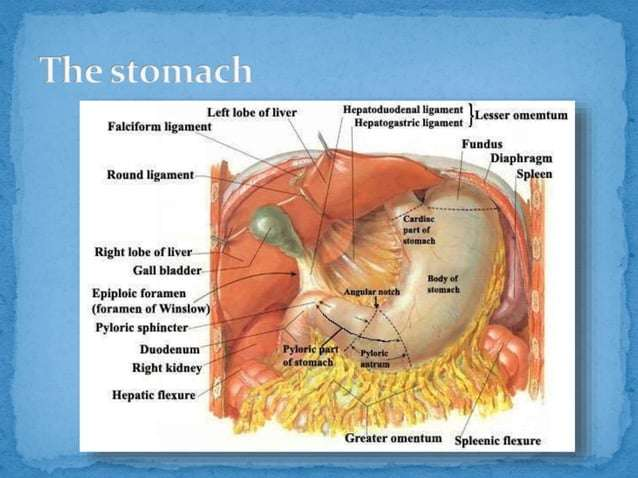 The stomach
Left lobe of liver
Hepatoduodenal ligament
Hepatogastric ligament
Lesser omemtum
Falciform ligament
Fundus
Diaphragm
Round ligament
Spleen
Cardiac
part of
stomach
Right lobe of liver
Gall bladder
Body of
stomach
Epiploic foramen
(foramen of Winslow)
Angular notch
Pyloric sphincter
Duodenum
Pyloric part
of stomach
Pyloric
antrum
Right kidney
Hepatic flexure
Greater omentum
Spleenic flexure